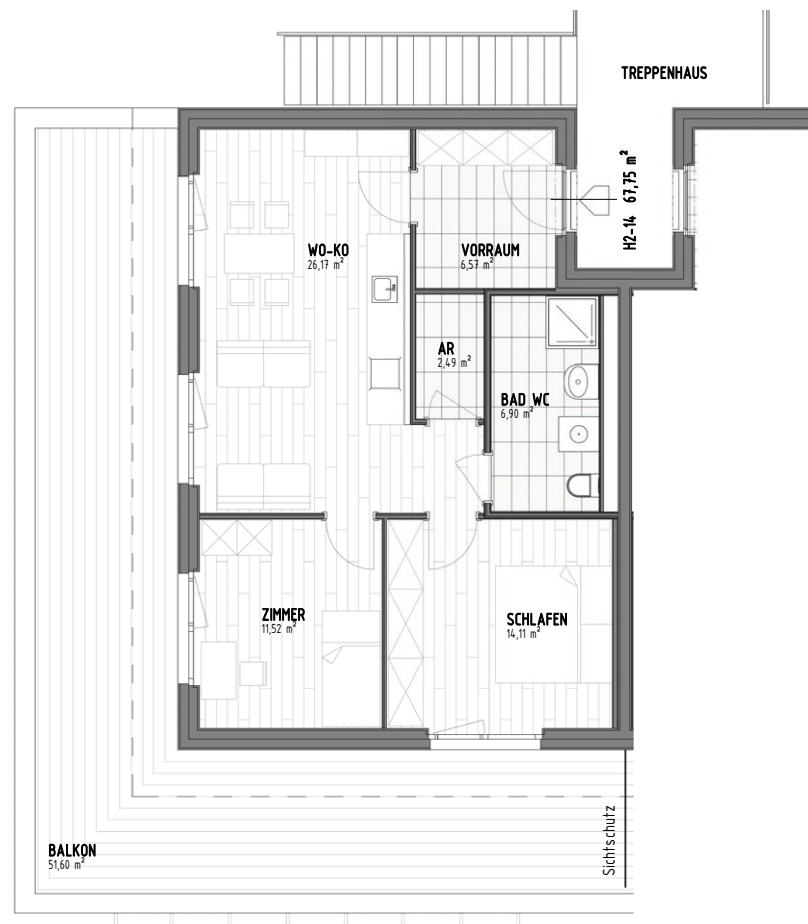 TREPPENHAUS
H2-14 67,75 m²
WO-KO
26,17 m²
VORRAUM
6,57 m²
AR
2,49 m²
BAD WC
6,90 m²
ZIMMER
11,52 m²
SCHLAFEN
14,11 m²
Sichtschutz
BALKON
51,60 m²